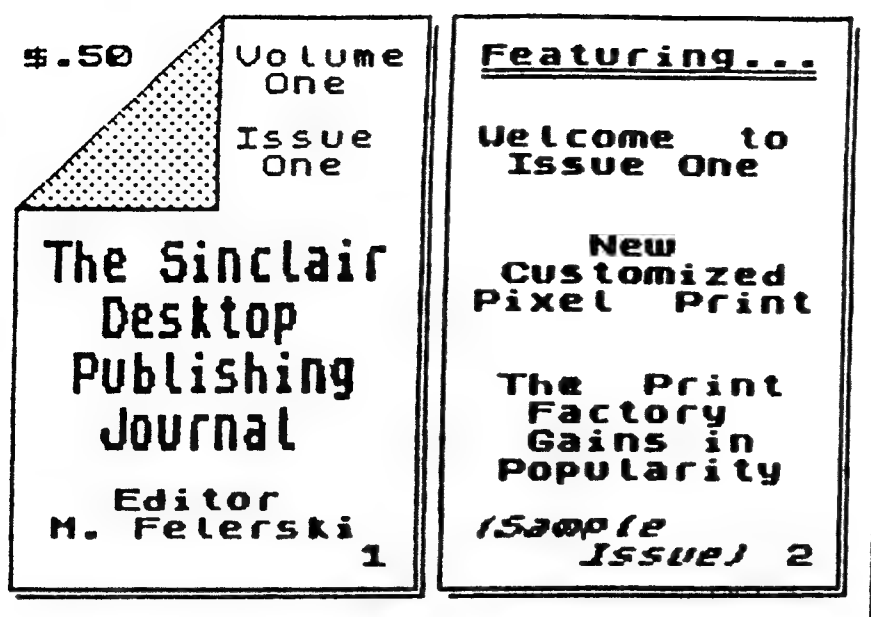 $.50
Volume
One
Issue
One
The Sinclair
Desktop
Publishing
Journal
Editor
M. Felerski
1
Featuring...
Welcome to
Issue One
New
Customized
Pixel Print
The Print
Factory
Gains in
Popularity
(Sample
Issue) 2